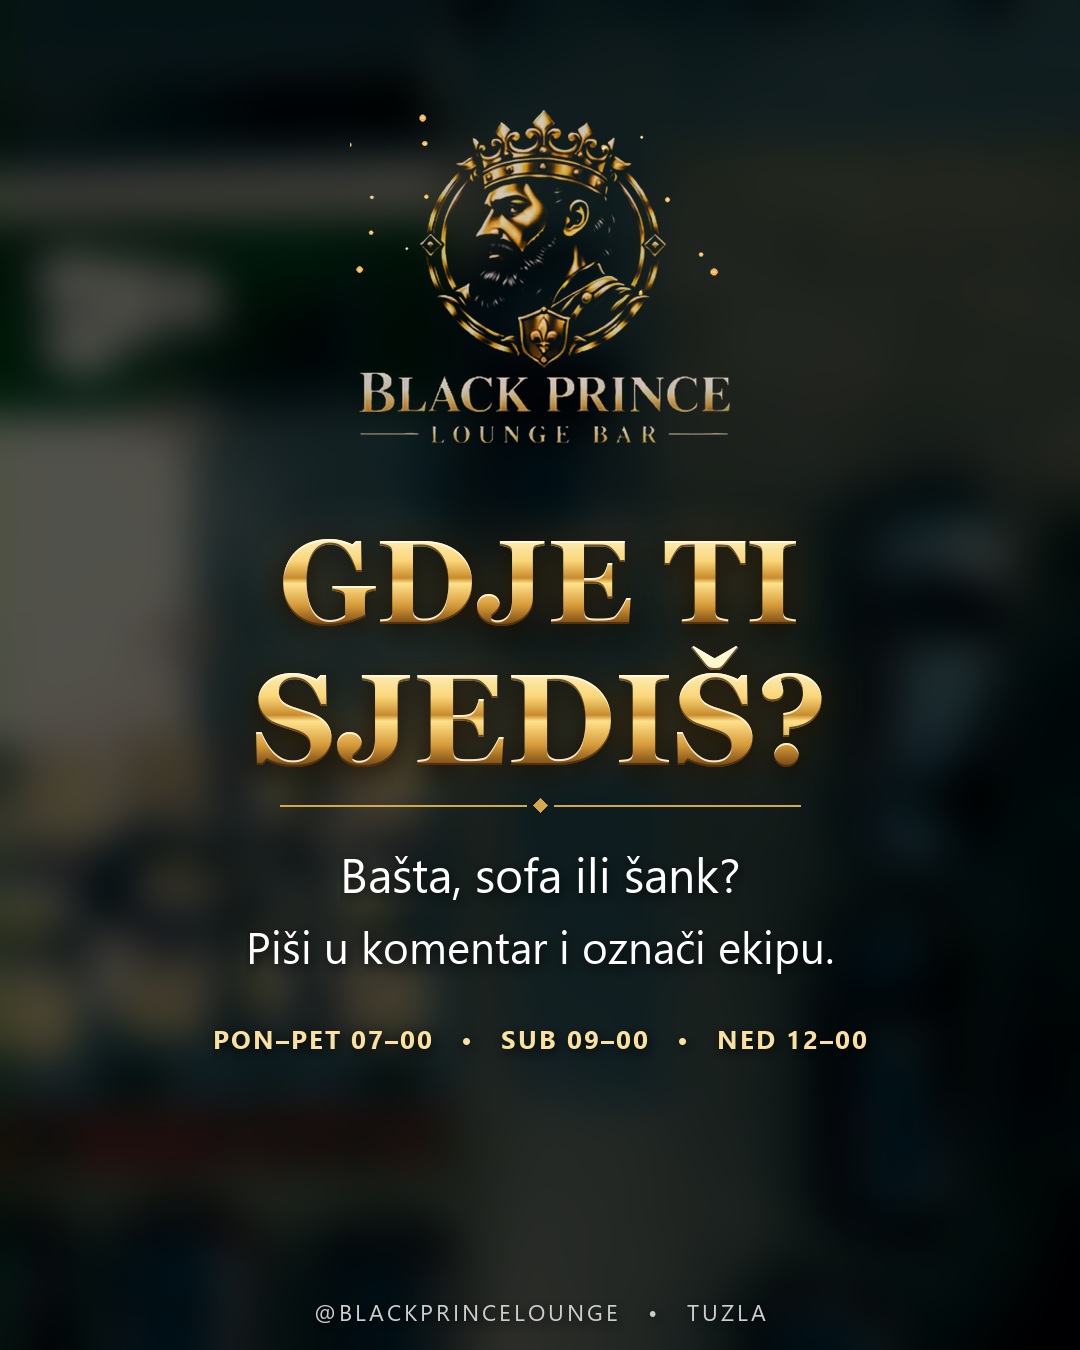 BLACK PRINCE
LOUNGE BAR
GDJE TI
SJEDIŠ?
Bašta, sofa ili šank?
Piši u komentar i označi ekipu.
PON–PET 07–00 • SUB 09–00 • NED 12–00
@BLACKPRINCELOUNGE • TUZLA